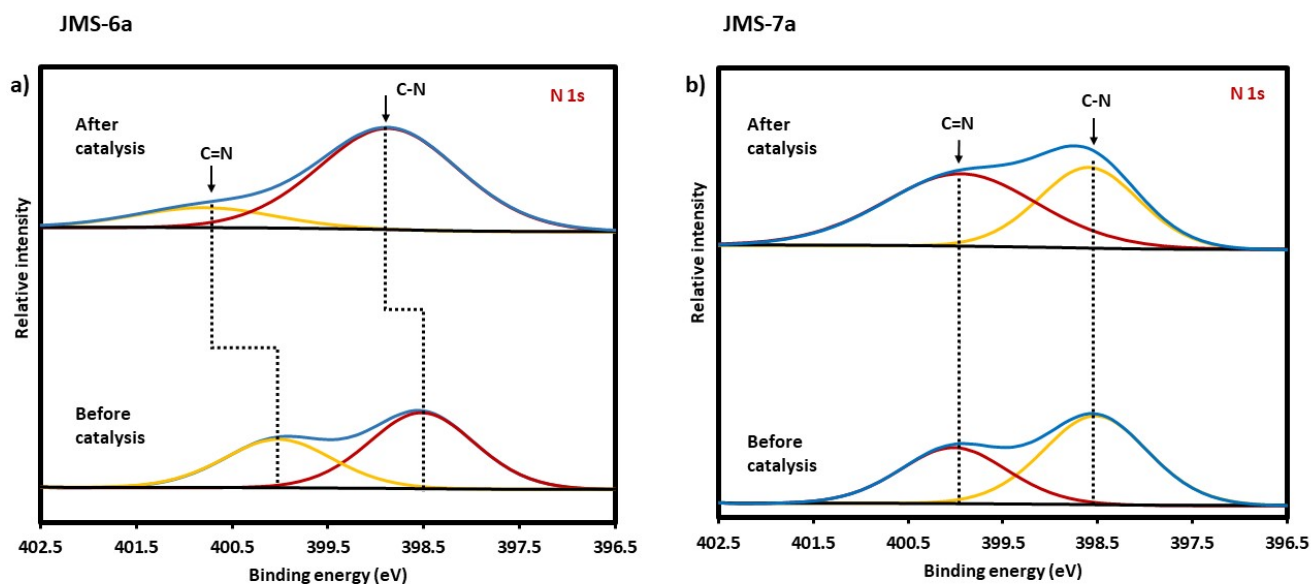 JMS-6a
a)
N 1s
C-N
After
catalysis
C=N
Relative intensity
Before
catalysis
402.5 401.5 400.5 399.5 398.5 397.5 396.5
Binding energy (eV)
JMS-7a
b)
N 1s
C-N
After
catalysis
C=N
Relative intensity
Before
catalysis
402.5 401.5 400.5 399.5 398.5 397.5 396.5
Binding energy (eV)